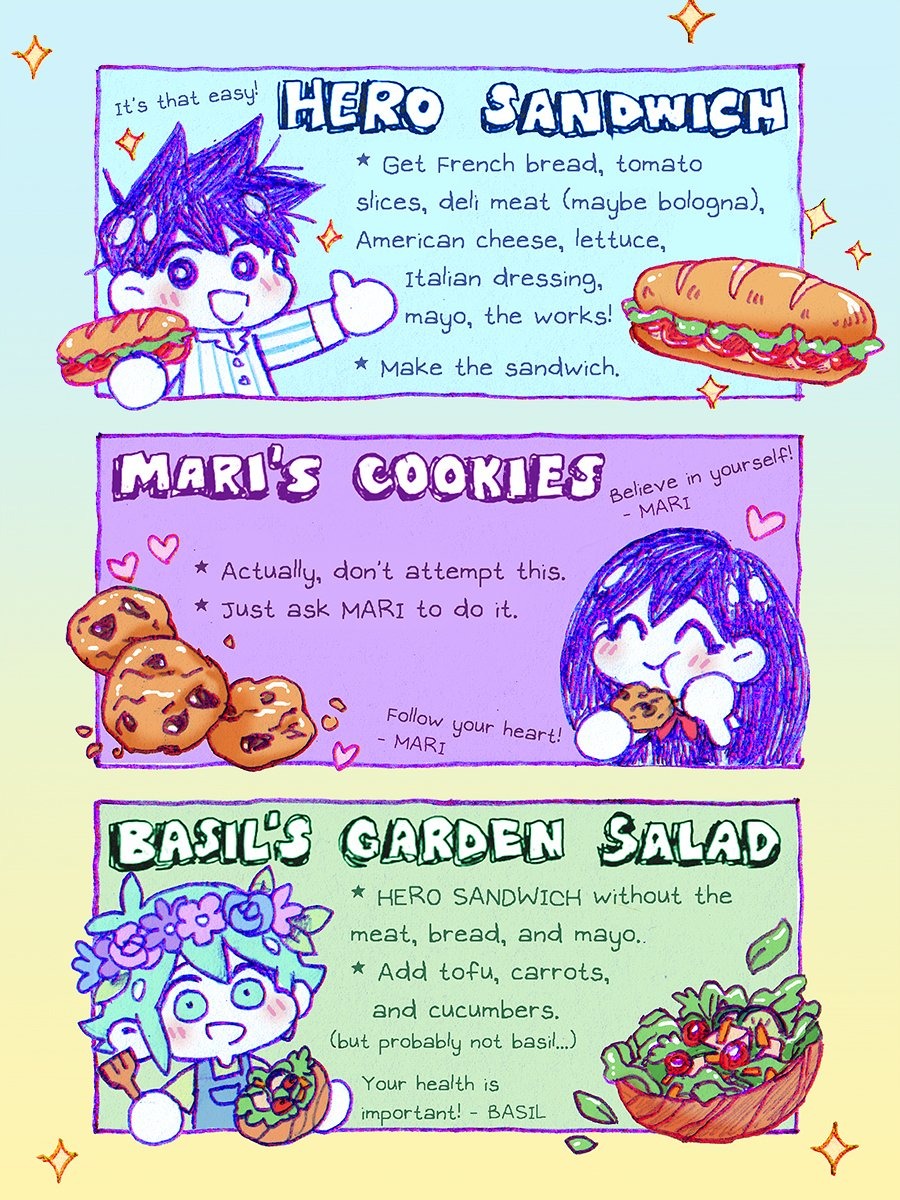 It's that easy!
HERO SANDWICH
★ Get French bread, tomato
slices, deli meat (maybe bologna),
American cheese, lettuce,
Italian dressing,
mayo, the works!
★ Make the sandwich.
MARI'S COOKIES
Believe in yourself!
- MARI
★ Actually, don't attempt this.
★ Just ask MARI to do it.
Follow your heart!
- MARI
BASIL'S GARDEN SALAD
★ HERO SANDWICH without the
meat, bread, and mayo..
★ Add tofu, carrots,
and cucumbers.
(but probably not basil...)
Your health is
important! - BASIL